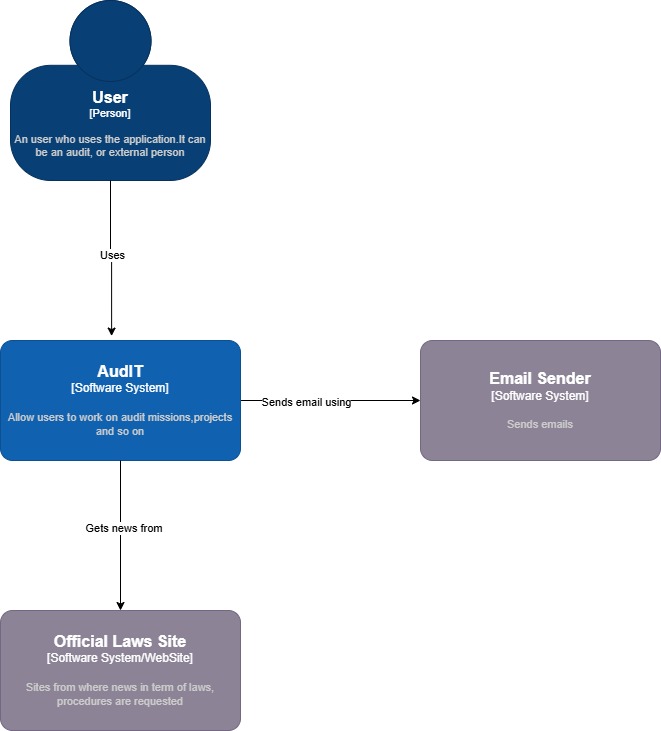 User
[Person]
An user who uses the application.It can
be an audit, or external person
Uses
AudIT
[Software System]
Allow users to work on audit missions,projects
and so on
Sends email using
Email Sender
[Software System]
Sends emails
Gets news from
Official Laws Site
[Software System/WebSite]
Sites from where news in term of laws,
procedures are requested